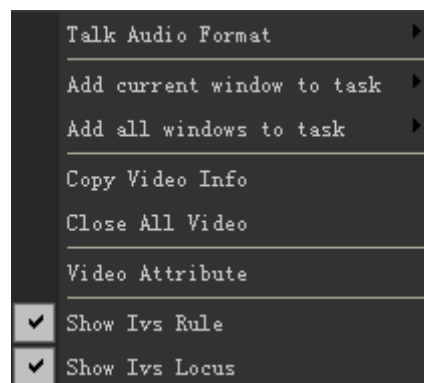 Talk Audio Format
Add current window to task
Add all windows to task
Copy Video Info
Close All Video
Video Attribute
Show Ivs Rule
Show Ivs Locus